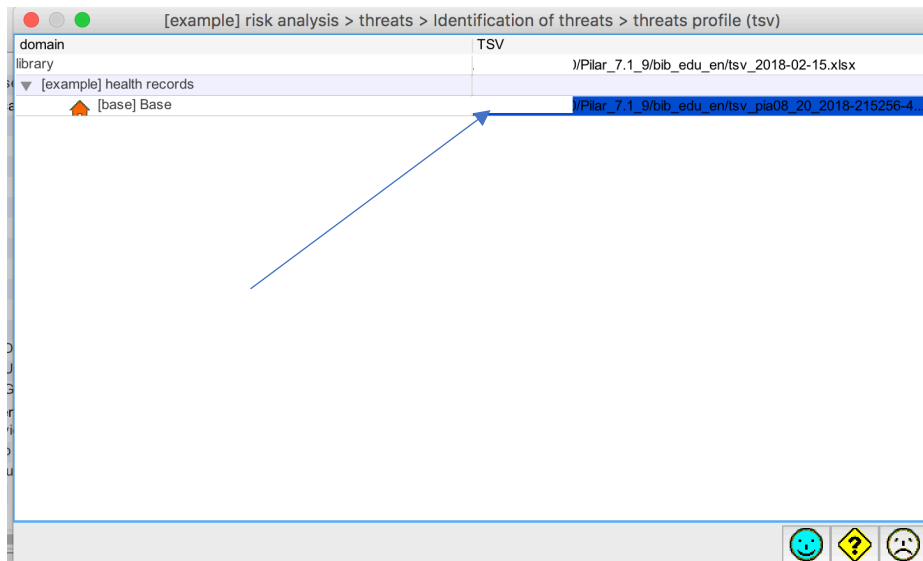 [example] risk analysis > threats > Identification of threats > threats profile (tsv)
domain TSV
library )/Pilar_7.1_9/bib_edu_en/tsv_2018-02-15.xlsx
[example] health records
[base] Base )/Pilar_7.1_9/bib_edu_en/tsv_pia08_20_2018-215256-4...
?